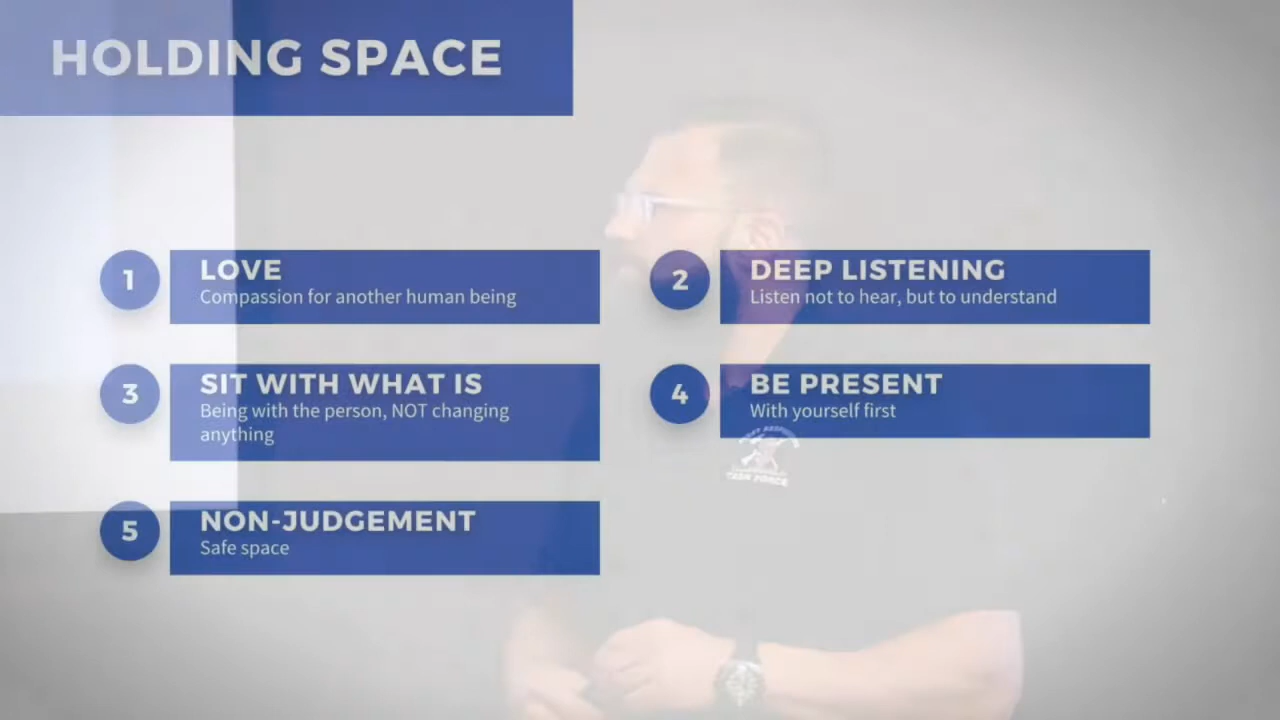 HOLDING SPACE
1
LOVE
Compassion for another human being
2
DEEP LISTENING
Listen not to hear, but to understand
3
SIT WITH WHAT IS
Being with the person, NOT changing
anything
4
BE PRESENT
With yourself first
5
NON-JUDGEMENT
Safe space
TASK FORCE